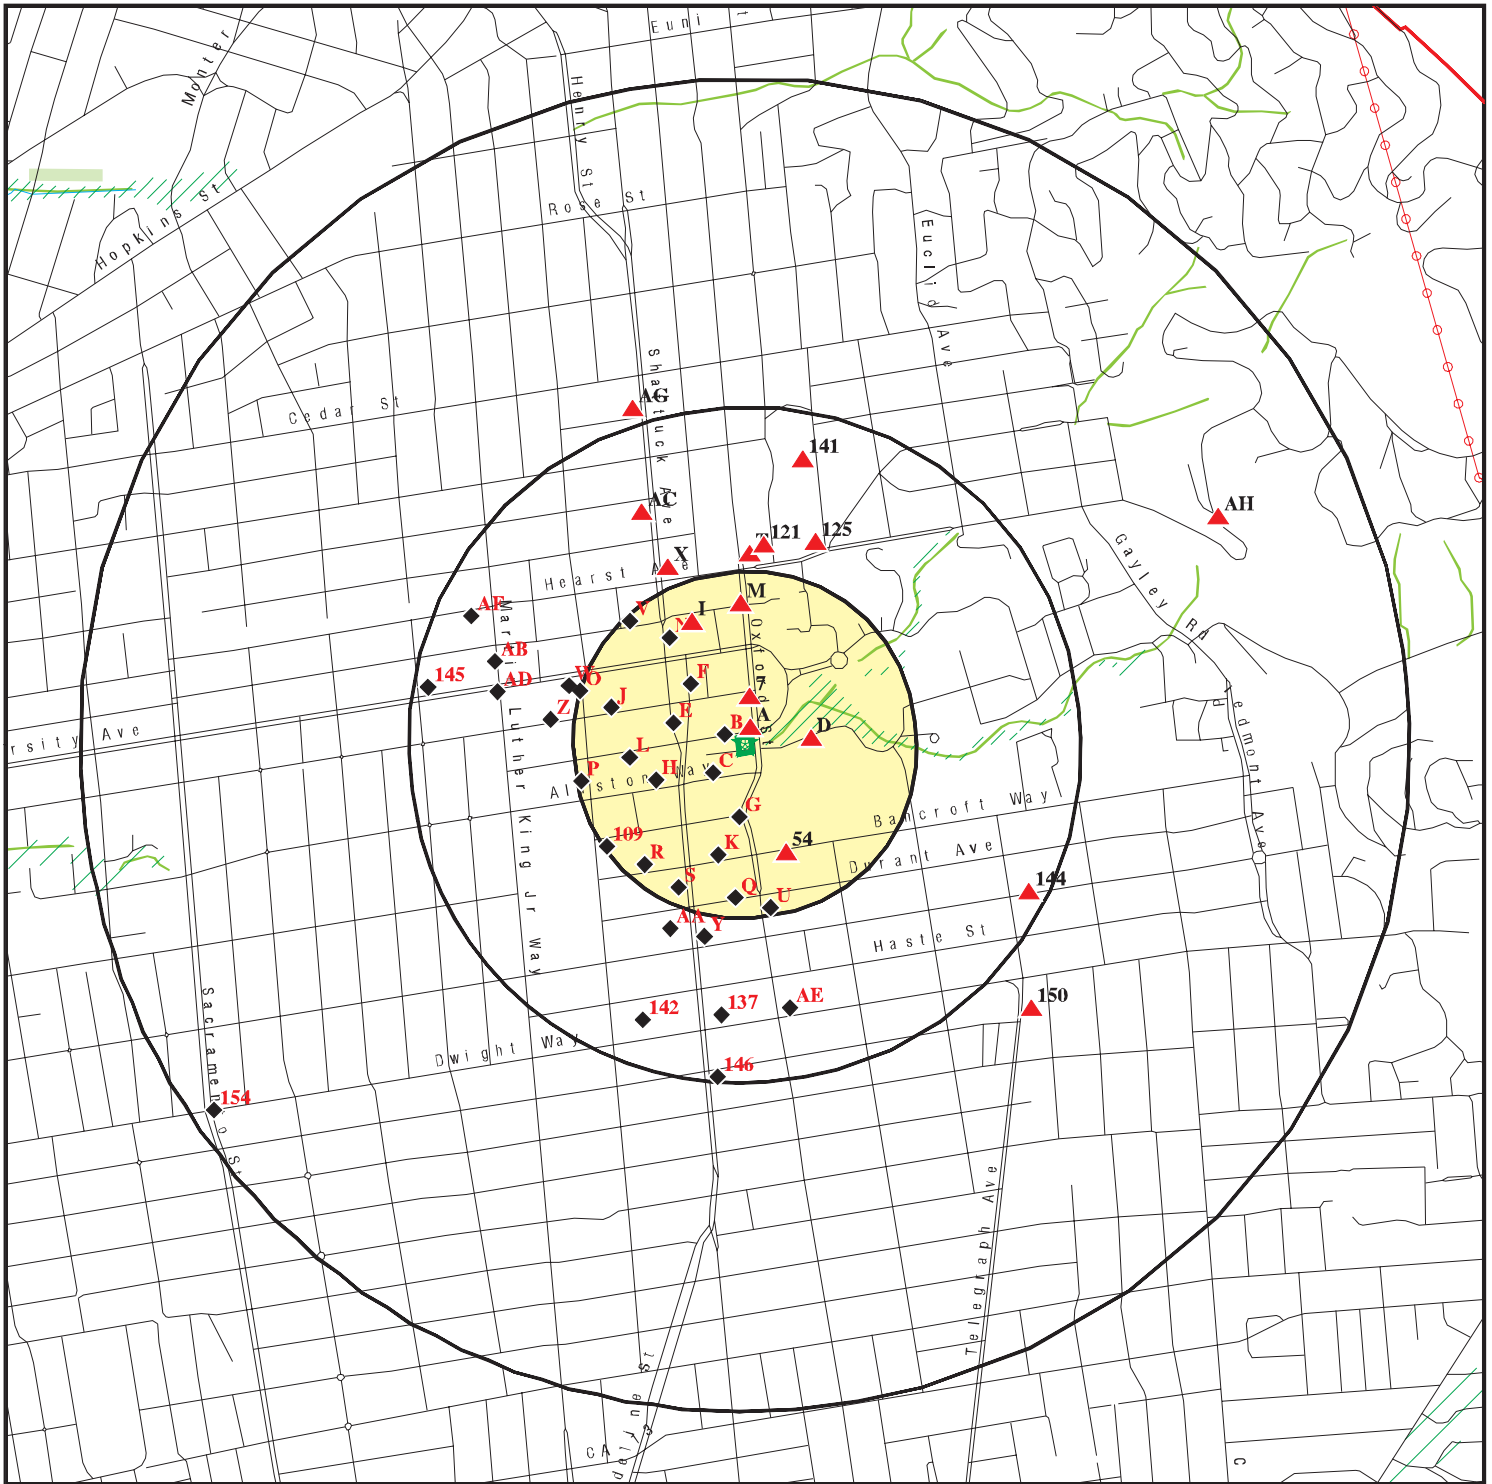 Euni t
Monter
Henry St
Rose St
Hopkins St
Euclid Ave
Shattuck Ave
Cedar St
AG
141
AC
AH
121
125
X
Hearst Ave
Gayley Rd
M
I
V
AF
N
Oxford St
AB
145
AD
W
O
F
7
Z
J
E
B
A
D
Martin Luther King Jr Way
rsity Ave
L
H
C
P
Allston Way
G
Bancroft Way
Piedmont Ave
109
R
K
54
Durant Ave
S
Q
U
144
AA
Y
Haste St
142
137
AE
150
Dwight Way
146
Sacramento St
154
Telegraph Ave
deline St
CA
C